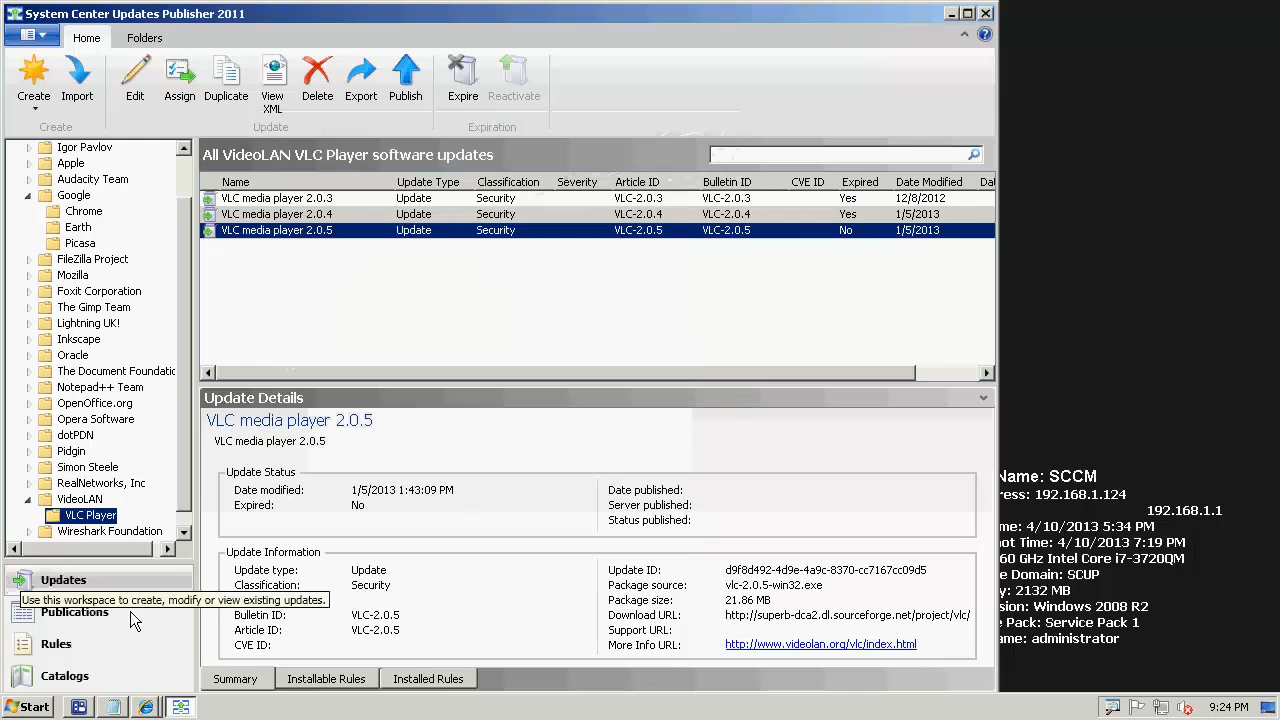 System Center Updates Publisher 2011
Home
Folders
Create
Import
Edit
Assign
Duplicate
View
XML
Delete
Export
Publish
Expire
Reactivate
Create
Update
Expiration
Igor Pavlov
Apple
Audacity Team
Google
Chrome
Earth
Picasa
FileZilla Project
Mozilla
Foxit Corporation
The Gimp Team
Lightning UK!
Inkscape
Oracle
The Document Foundatic
Notepad++ Team
OpenOffice.org
Opera Software
dotPDN
Pidgin
Simon Steele
RealNetworks, Inc
VideoLAN
VLC Player
Wireshark Foundation
Updates
Use this workspace to create, modify or view existing updates.
Publications
Rules
Catalogs
All VideoLAN VLC Player software updates
Name Update Type Classification Severity Article ID Bulletin ID CVE ID Expired Date Modified Dat
VLC media player 2.0.3 Update Security VLC-2.0.3 VLC-2.0.3 Yes 12/8/2012
VLC media player 2.0.4 Update Security VLC-2.0.4 VLC-2.0.4 Yes 1/5/2013
VLC media player 2.0.5 Update Security VLC-2.0.5 VLC-2.0.5 No 1/5/2013
Update Details
VLC media player 2.0.5
VLC media player 2.0.5
Update Status
Date modified: 1/5/2013 1:43:09 PM
Expired: No
Date published:
Server published:
Status published:
Update Information
Update type: Update
Classification: Security
Bulletin ID: VLC-2.0.5
Article ID: VLC-2.0.5
CVE ID:
Update ID: d9f8d492-4d9e-4a9c-8370-cc7167cc09d5
Package source: vlc-2.0.5-win32.exe
Package size: 21.86 MB
Download URL: http://superb-dca2.dl.sourceforge.net/project/vlc/
Support URL:
More Info URL: http://www.videolan.org/vlc/index.html
Summary
Installable Rules
Installed Rules
Name: SCCM
ress: 192.168.1.124
192.168.1.1
me: 4/10/2013 5:34 PM
ot Time: 4/10/2013 7:19 PM
60 GHz Intel Core i7-3720QM
e Domain: SCUP
y: 2132 MB
sion: Windows 2008 R2
e Pack: Service Pack 1
ame: administrator
Start
9:24 PM